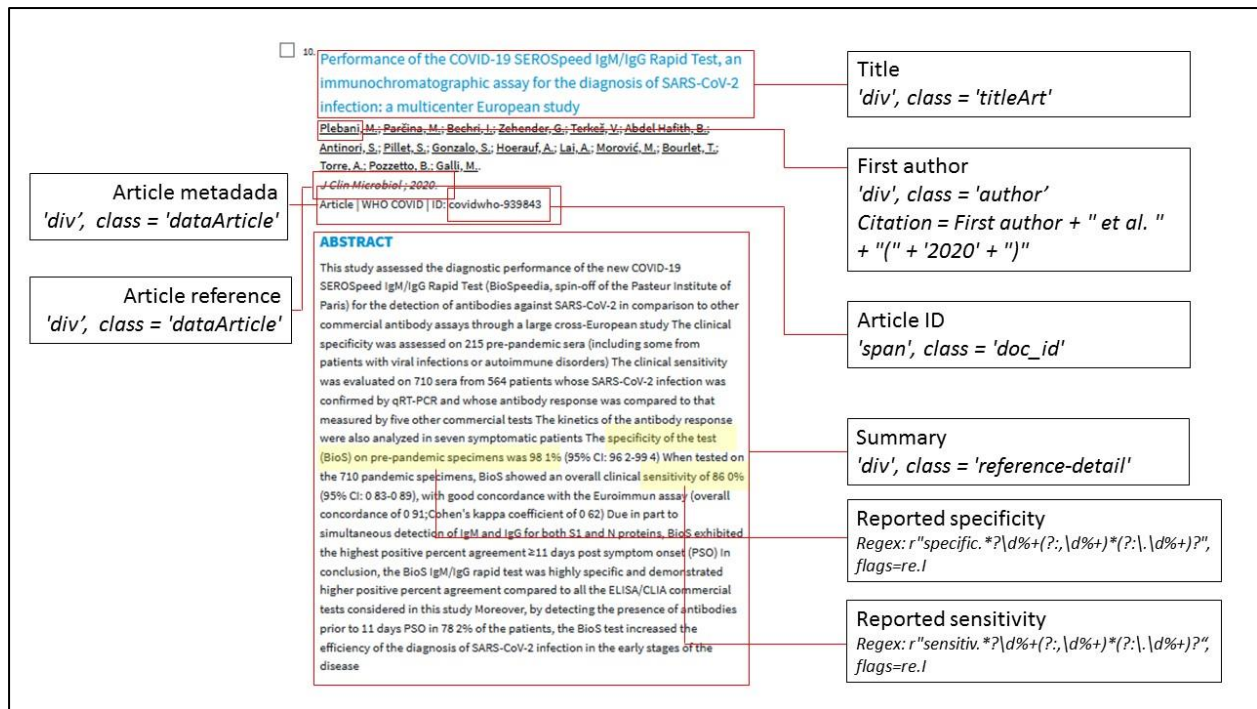 10.
Performance of the COVID-19 SEROSpeed IgM/IgG Rapid Test, an
immunochromatographic assay for the diagnosis of SARS-CoV-2
infection: a multicenter European study
Plebani, M.; Parčina, M.; Bechri, I.; Zehender, G.; Terkeš, V.; Abdel Hafith, B.;
Antinori, S.; Pillet, S.; Gonzalo, S.; Hoerauf, A.; Lai, A.; Morović, M.; Bourlet, T.;
Torre, A.; Pozzetto, B.; Galli, M..
J Clin Microbiol ; 2020.
Article | WHO COVID | ID: covidwho-939843
ABSTRACT
This study assessed the diagnostic performance of the new COVID-19
SEROSpeed IgM/IgG Rapid Test (BioSpeedia, spin-off of the Pasteur Institute of
Paris) for the detection of antibodies against SARS-CoV-2 in comparison to other
commercial antibody assays through a large cross-European study The clinical
specificity was assessed on 215 pre-pandemic sera (including some from
patients with viral infections or autoimmune disorders) The clinical sensitivity
was evaluated on 710 sera from 564 patients whose SARS-CoV-2 infection was
confirmed by qRT-PCR and whose antibody response was compared to that
measured by five other commercial tests The kinetics of the antibody response
were also analyzed in seven symptomatic patients The specificity of the test
(BioS) on pre-pandemic specimens was 98 1% (95% CI: 96 2-99 4) When tested on
the 710 pandemic specimens, BioS showed an overall clinical sensitivity of 86 0%
(95% CI: 0 83-0 89), with good concordance with the Euroimmun assay (overall
concordance of 0 91;Cohen's kappa coefficient of 0 62) Due in part to
simultaneous detection of IgM and IgG for both S1 and N proteins, BioS exhibited
the highest positive percent agreement ≥11 days post symptom onset (PSO) In
conclusion, the BioS IgM/IgG rapid test was highly specific and demonstrated
higher positive percent agreement compared to all the ELISA/CLIA commercial
tests considered in this study Moreover, by detecting the presence of antibodies
prior to 11 days PSO in 78 2% of the patients, the BioS test increased the
efficiency of the diagnosis of SARS-CoV-2 infection in the early stages of the
disease
Article metadada
'div’, class = 'dataArticle'
Article reference
'div’, class = 'dataArticle'
Title
'div', class = 'titleArt'
First author
'div', class = 'author’
Citation = First author + " et al. "
+ "(" + '2020' + ")"
Article ID
'span', class = 'doc_id'
Summary
'div', class = 'reference-detail'
Reported specificity
Regex: r"specific.*?\d%+(?:,\d%+)*(?:\.\d%+)?",
flags=re.I
Reported sensitivity
Regex: r"sensitiv.*?\d%+(?:,\d%+)*(?:\.\d%+)?“,
flags=re.I